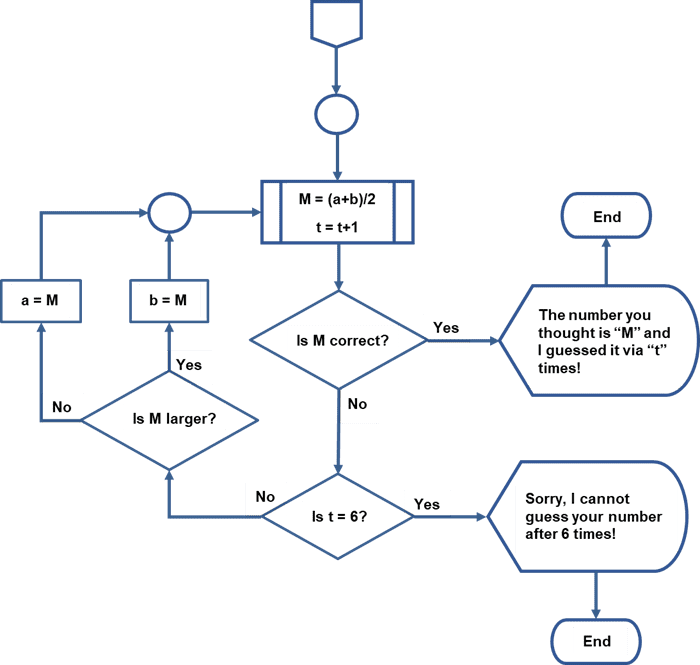 M = (a+b)/2
t = t+1
End
a = M
b = M
Is M correct?
Yes
The number you
thought is “M” and
I guessed it via “t”
times!
Yes
No
Is M larger?
No
No
Is t = 6?
Yes
Sorry, I cannot
guess your number
after 6 times!
End